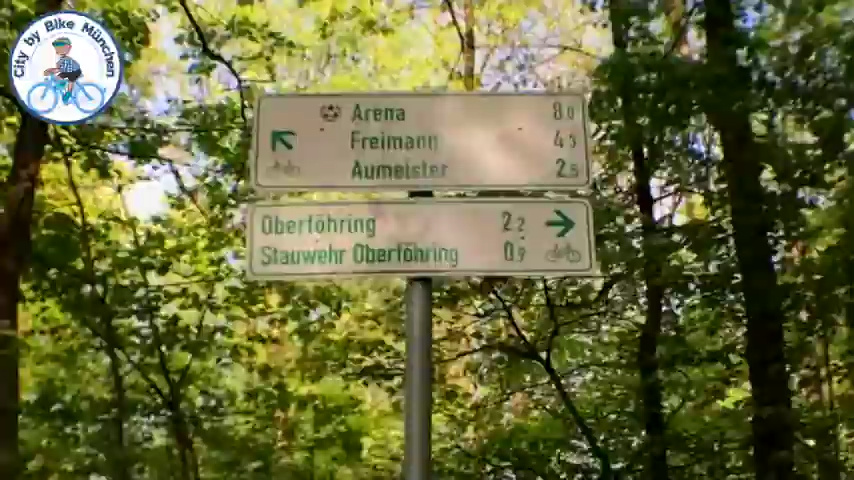 City by Bike München
Arena 8,0
Freimann 4,5
Aumeister 2,5
Oberföhring 2,2
Stauwehr Oberföhring 0,9